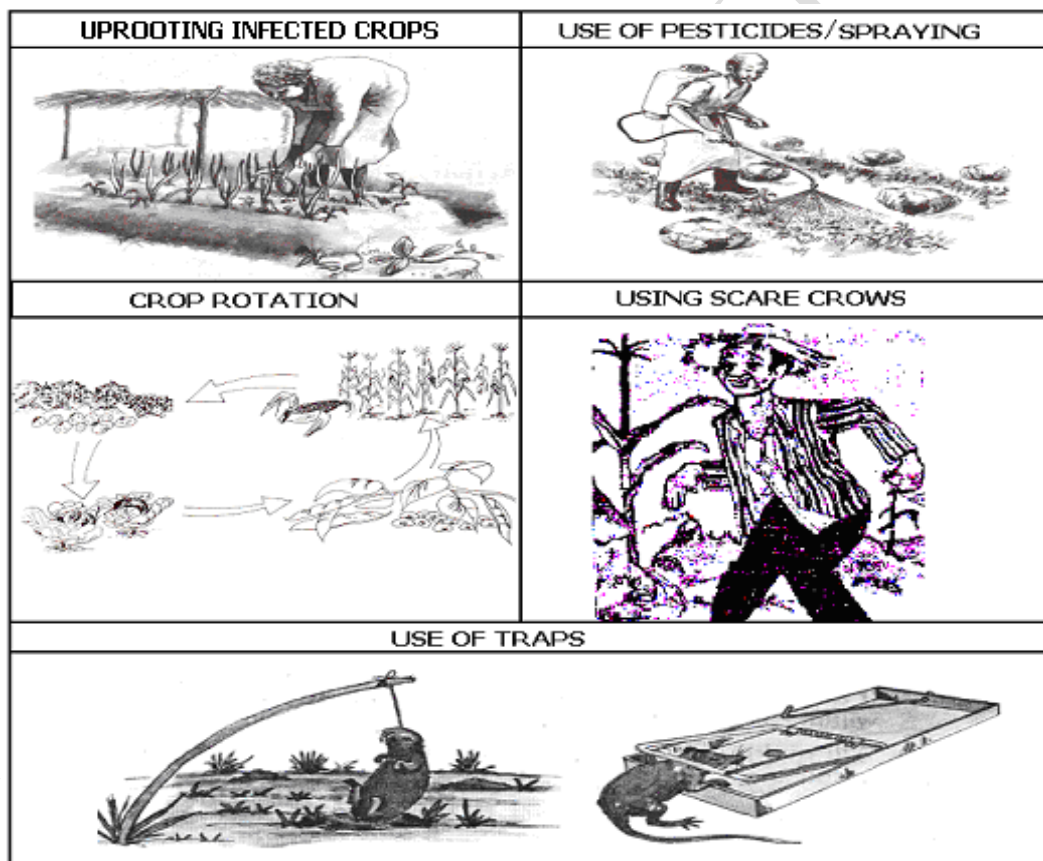 UPROOTING INFECTED CROPS
USE OF PESTICIDES/SPRAYING
CROP ROTATION
USING SCARE CROWS
USE OF TRAPS